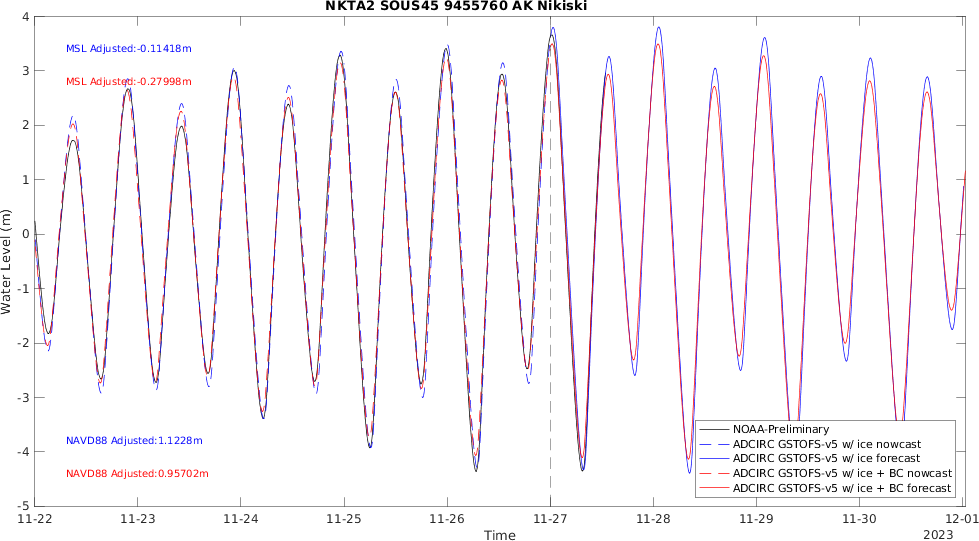 NKTA2 SOUS45 9455760 AK Nikiski
4
3
2
1
0
-1
-2
-3
-4
-5
Water Level (m)
MSL Adjusted:-0.11418m
MSL Adjusted:-0.27998m
NAVD88 Adjusted:1.1228m
NAVD88 Adjusted:0.95702m
NOAA-Preliminary
ADCIRC GSTOFS-v5 w/ ice nowcast
ADCIRC GSTOFS-v5 w/ ice forecast
ADCIRC GSTOFS-v5 w/ ice + BC nowcast
ADCIRC GSTOFS-v5 w/ ice + BC forecast
11-22 11-23 11-24 11-25 11-26 11-27 11-28 11-29 11-30 12-01
Time
2023